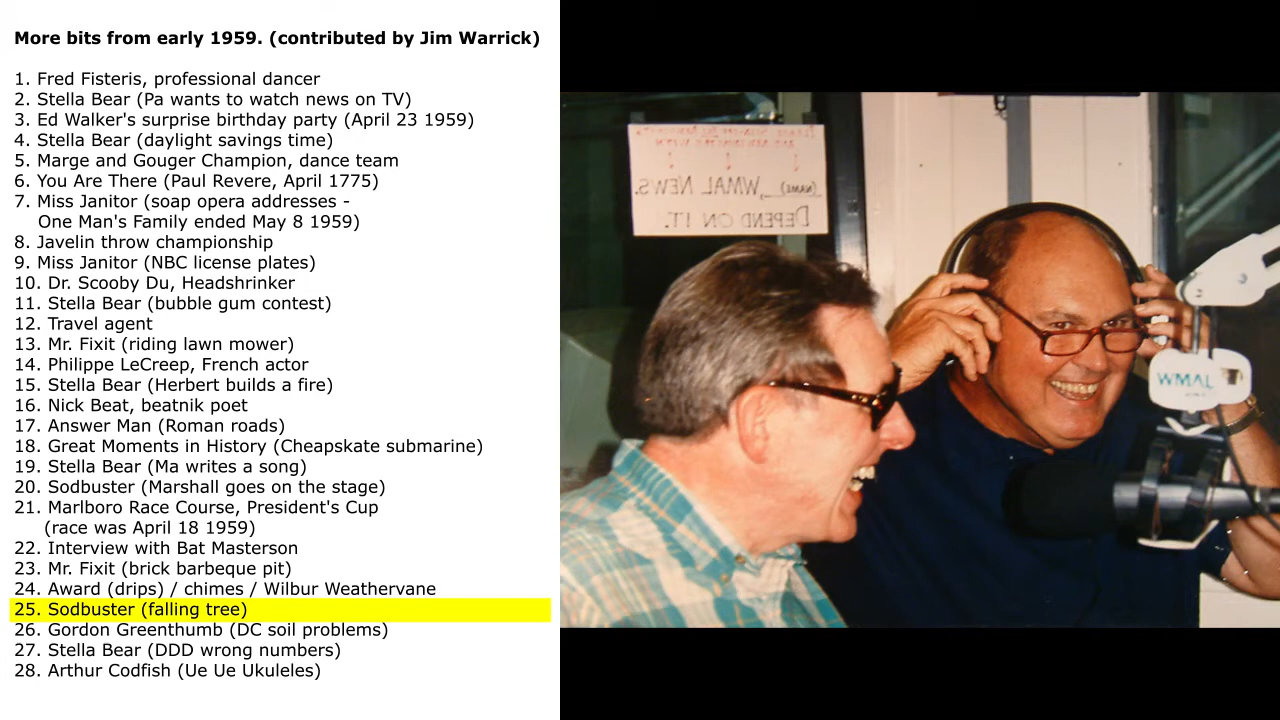 More bits from early 1959. (contributed by Jim Warrick)
1. Fred Fisteris, professional dancer
2. Stella Bear (Pa wants to watch news on TV)
3. Ed Walker's surprise birthday party (April 23 1959)
4. Stella Bear (daylight savings time)
5. Marge and Gouger Champion, dance team
6. You Are There (Paul Revere, April 1775)
7. Miss Janitor (soap opera addresses -
One Man's Family ended May 8 1959)
8. Javelin throw championship
9. Miss Janitor (NBC license plates)
10. Dr. Scooby Du, Headshrinker
11. Stella Bear (bubble gum contest)
12. Travel agent
13. Mr. Fixit (riding lawn mower)
14. Philippe LeCreep, French actor
15. Stella Bear (Herbert builds a fire)
16. Nick Beat, beatnik poet
17. Answer Man (Roman roads)
18. Great Moments in History (Cheapskate submarine)
19. Stella Bear (Ma writes a song)
20. Sodbuster (Marshall goes on the stage)
21. Marlboro Race Course, President's Cup
(race was April 18 1959)
22. Interview with Bat Masterson
23. Mr. Fixit (brick barbeque pit)
24. Award (drips) / chimes / Wilbur Weathervane
25. Sodbuster (falling tree)
26. Gordon Greenthumb (DC soil problems)
27. Stella Bear (DDD wrong numbers)
28. Arthur Codfish (Ue Ue Ukuleles)
(NAME), WMAL NEWS.
DEPEND ON IT.
WMAL